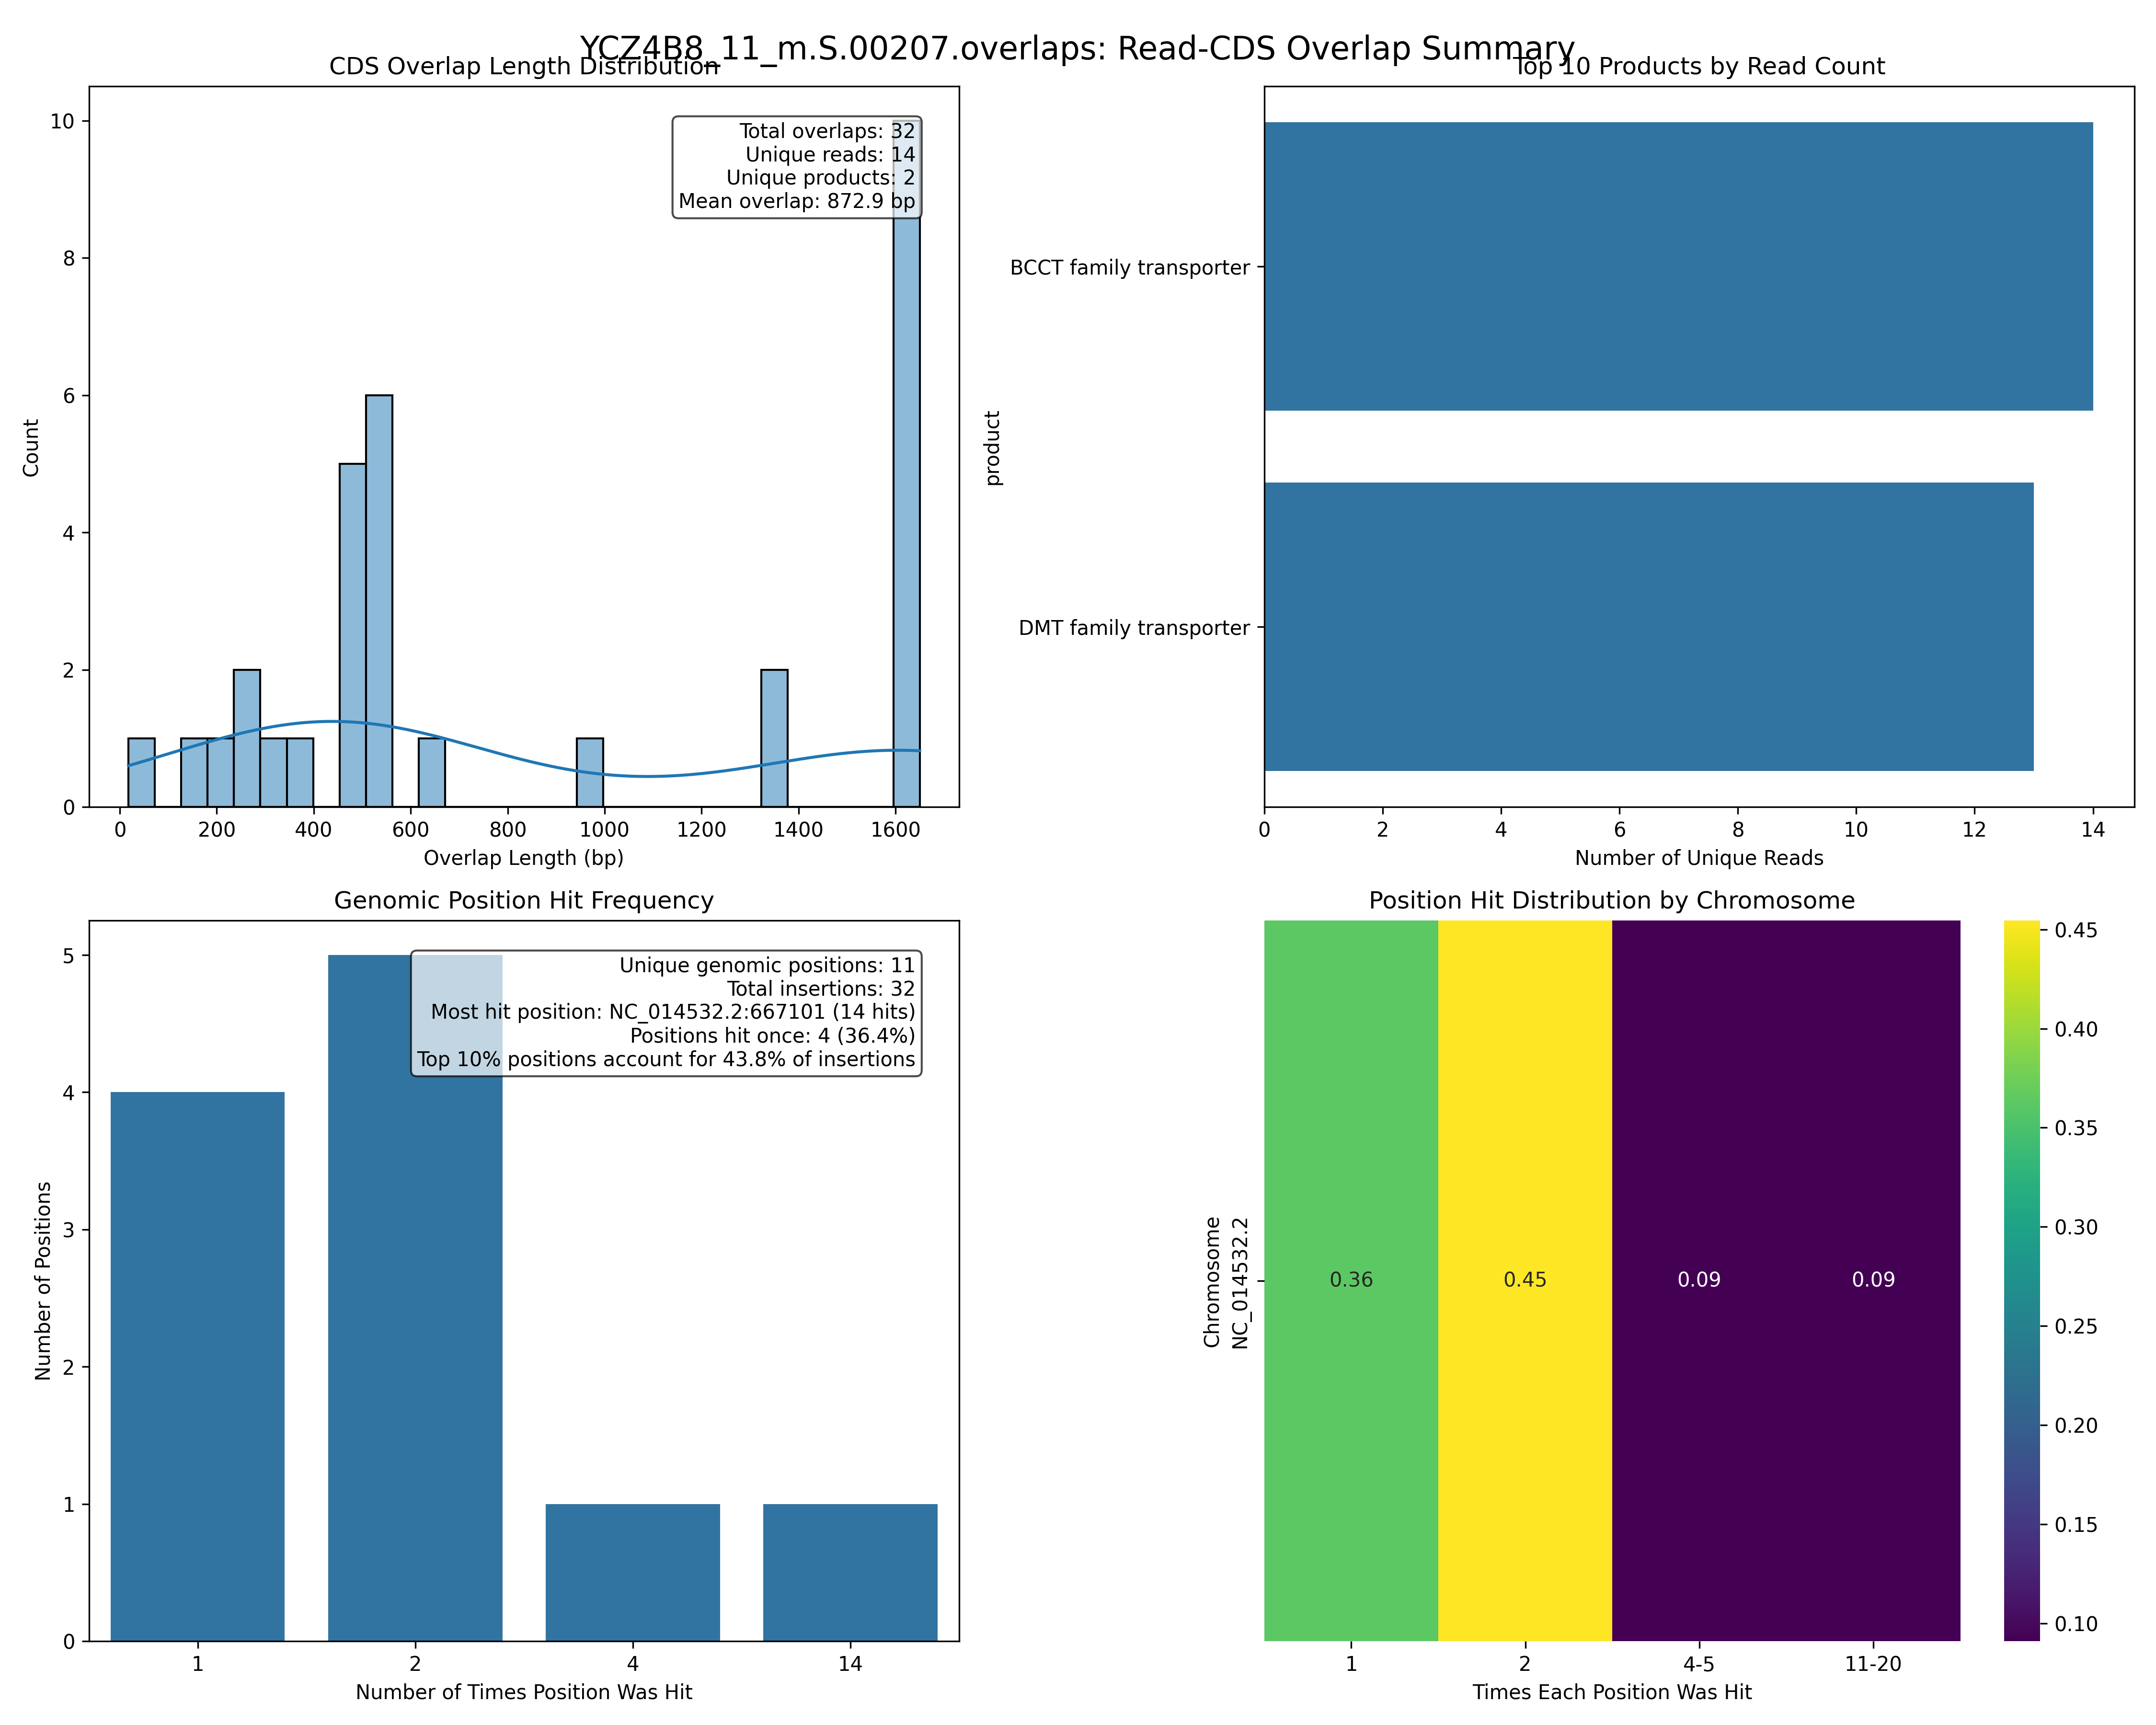 YCZ4B8_11_m.S.00207.overlaps: Read-CDS Overlap Summary
CDS Overlap Length Distribution
Count
10
8
6
4
2
0
Total overlaps: 32
Unique reads: 14
Unique products: 2
Mean overlap: 872.9 bp
0 200 400 600 800 1000 1200 1400 1600
Overlap Length (bp)
Top 10 Products by Read Count
product
BCCT family transporter
DMT family transporter
0 2 4 6 8 10 12 14
Number of Unique Reads
Genomic Position Hit Frequency
Number of Positions
5
4
3
2
1
0
Unique genomic positions: 11
Total insertions: 32
Most hit position: NC_014532.2:667101 (14 hits)
Positions hit once: 4 (36.4%)
Top 10% positions account for 43.8% of insertions
1 2 4 14
Number of Times Position Was Hit
Position Hit Distribution by Chromosome
Chromosome
NC_014532.2
0.36 0.45 0.09 0.09
1 2 4-5 11-20
Times Each Position Was Hit
0.45
0.40
0.35
0.30
0.25
0.20
0.15
0.10